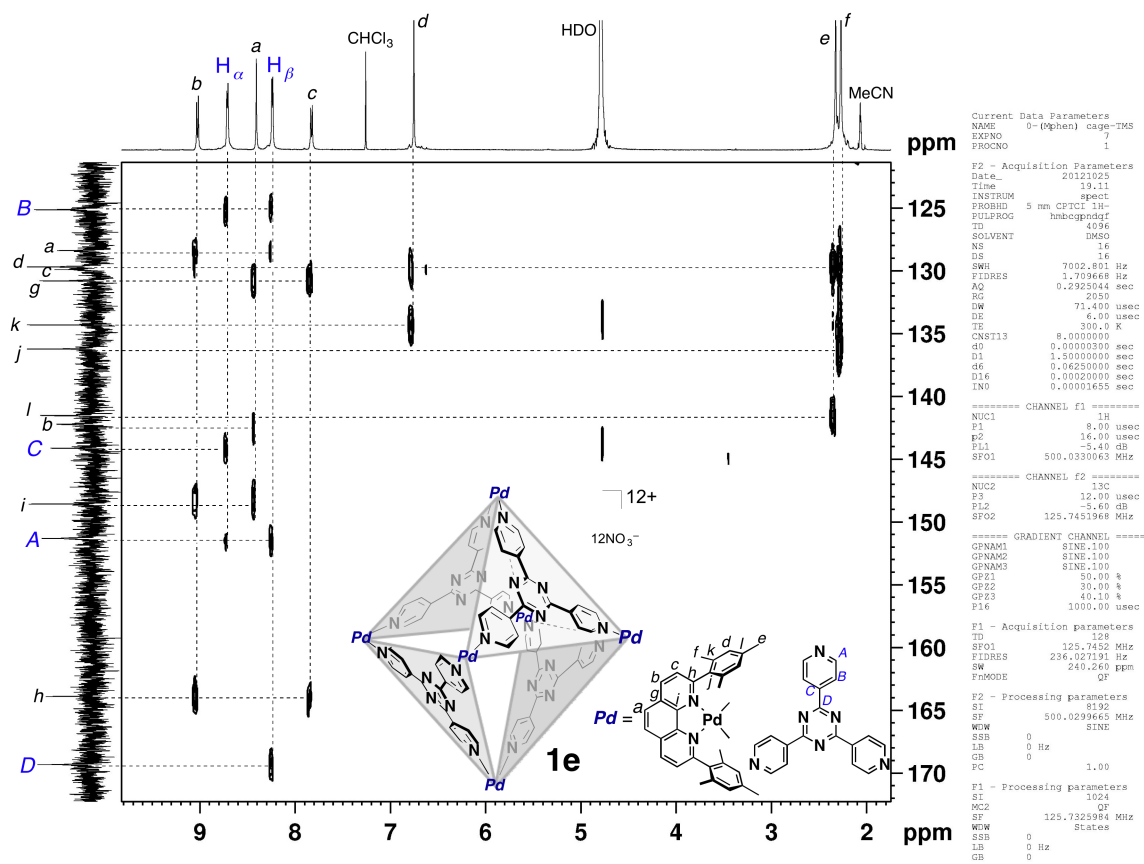 b
Hα
a
Hβ
c
CHCl3
d
HDO
e
f
MeCN
ppm
B
a
d
c
g
k
j
l
b
C
i
A
h
D
125
130
135
140
145
150
155
160
165
170
9
8
7
6
5
4
3
2
ppm
Pd
12+
12NO3−
N
N
N
N
N
N
Pd
Pd
Pd
Pd
Pd
1e
Pd =
a
b
c
g
h
i
f
k
d
e
j
l
N
N
Pd
N
A
B
C
D
N
N
N
N
N
Current Data Parameters
NAME 0-(Mphen) cage-TMS
EXPNO 7
PROCNO 1
F2 - Acquisition Parameters
Date_ 20121025
Time 19.11
INSTRUM spect
PROBHD 5 mm CPTCI 1H-
PULPROG hmbcgpndqf
TD 4096
SOLVENT DMSO
NS 16
DS 16
SWH 7002.801 Hz
FIDRES 1.709668 Hz
AQ 0.2925044 sec
RG 2050
DW 71.400 usec
DE 6.00 usec
TE 300.0 K
CNST13 8.0000000
d0 0.00000300 sec
D1 1.50000000 sec
d6 0.06250000 sec
D16 0.00020000 sec
IN0 0.00001655 sec
======== CHANNEL f1 ========
NUC1 1H
P1 8.00 usec
p2 16.00 usec
PL1 -5.40 dB
SFO1 500.0330063 MHz
======== CHANNEL f2 ========
NUC2 13C
P3 12.00 usec
PL2 -5.60 dB
SFO2 125.7451968 MHz
====== GRADIENT CHANNEL =====
GPNAM1 SINE.100
GPNAM2 SINE.100
GPNAM3 SINE.100
GPZ1 50.00 %
GPZ2 30.00 %
GPZ3 40.10 %
P16 1000.00 usec
F1 - Acquisition parameters
TD 128
SFO1 125.7452 MHz
FIDRES 236.027191 Hz
SW 240.260 ppm
FnMODE QF
F2 - Processing parameters
SI 8192
SF 500.0299665 MHz
WDW SINE
SSB 0
LB 0 Hz
GB 0
PC 1.00
F1 - Processing parameters
SI 1024
MC2 QF
SF 125.7325984 MHz
WDW States
SSB 0
LB 0 Hz
GB 0